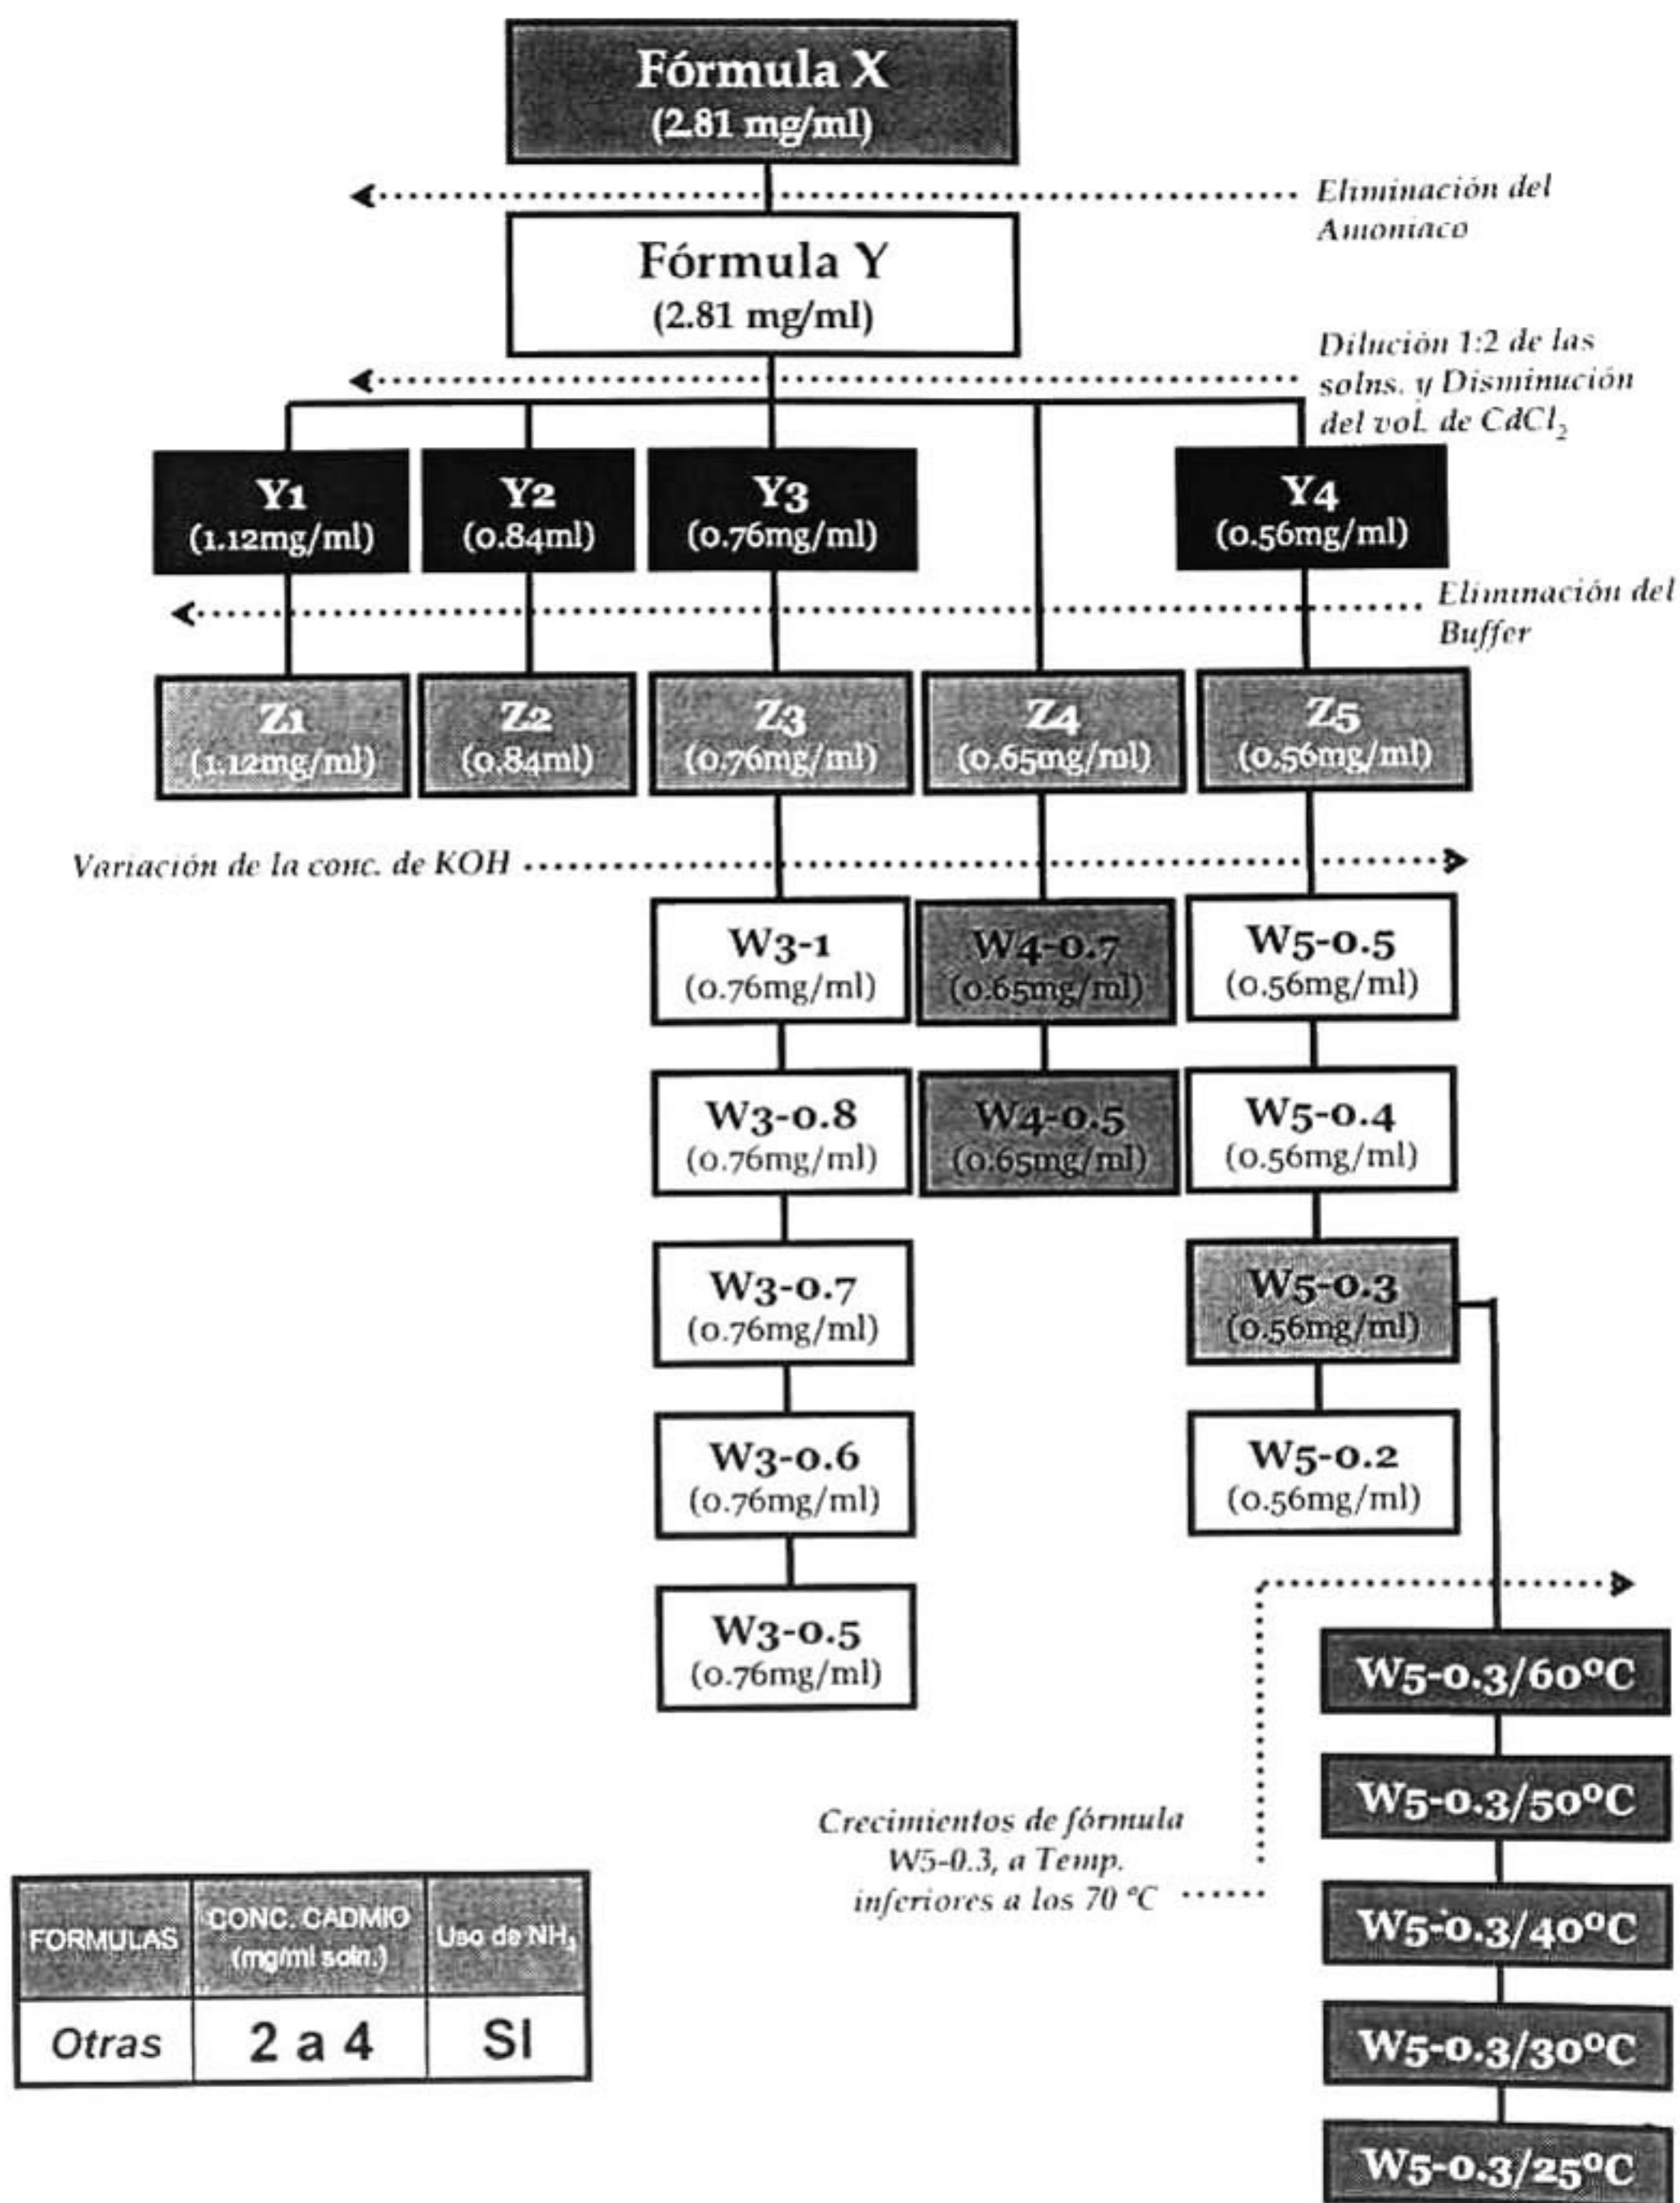 Fórmula X
(2.81 mg/ml)
Eliminación del
Amoniaco
Fórmula Y
(2.81 mg/ml)
Dilución 1:2 de las
solns. y Disminución
del vol. de CdCl₂
Y1
(1.12mg/ml)
Y2
(0.84ml)
Y3
(0.76mg/ml)
Y4
(0.56mg/ml)
Eliminación del
Buffer
Z1
(1.12mg/ml)
Z2
(0.84ml)
Z3
(0.76mg/ml)
Z4
(0.65mg/ml)
Z5
(0.56mg/ml)
Variación de la conc. de KOH
W3-1
(0.76mg/ml)
W4-0.7
(0.65mg/ml)
W5-0.5
(0.56mg/ml)
W3-0.8
(0.76mg/ml)
W4-0.5
(0.65mg/ml)
W5-0.4
(0.56mg/ml)
W3-0.7
(0.76mg/ml)
W5-0.3
(0.56mg/ml)
W3-0.6
(0.76mg/ml)
W5-0.2
(0.56mg/ml)
W3-0.5
(0.76mg/ml)
W5-0.3/60ºC
W5-0.3/50ºC
Crecimientos de fórmula
W5-0.3, a Temp.
inferiores a los 70 ºC
W5-0.3/40ºC
W5-0.3/30ºC
W5-0.3/25ºC
FORMULAS
CONC. CADMIO
(mg/ml soln.)
Uso de NH₃
Otras
2 a 4
SI